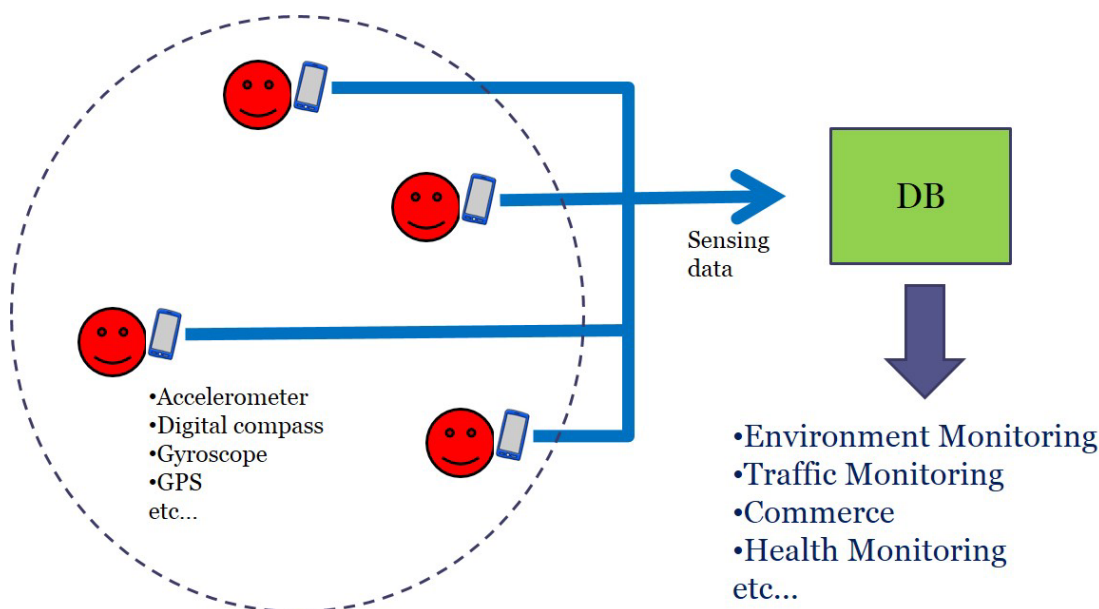 Sensing
data
DB
•Accelerometer
•Digital compass
•Gyroscope
•GPS
etc...
•Environment Monitoring
•Traffic Monitoring
•Commerce
•Health Monitoring
etc...